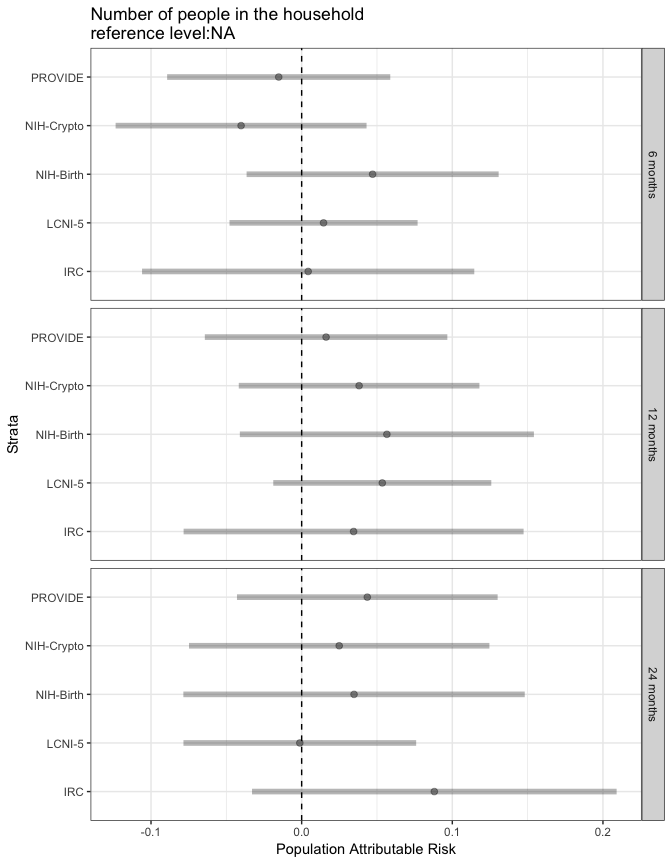 Number of people in the household
reference level:NA
PROVIDE
NIH-Crypto
NIH-Birth
LCNI-5
IRC
6 months
PROVIDE
NIH-Crypto
NIH-Birth
LCNI-5
IRC
12 months
Strata
PROVIDE
NIH-Crypto
NIH-Birth
LCNI-5
IRC
24 months
-0.1 0.0 0.1 0.2
Population Attributable Risk